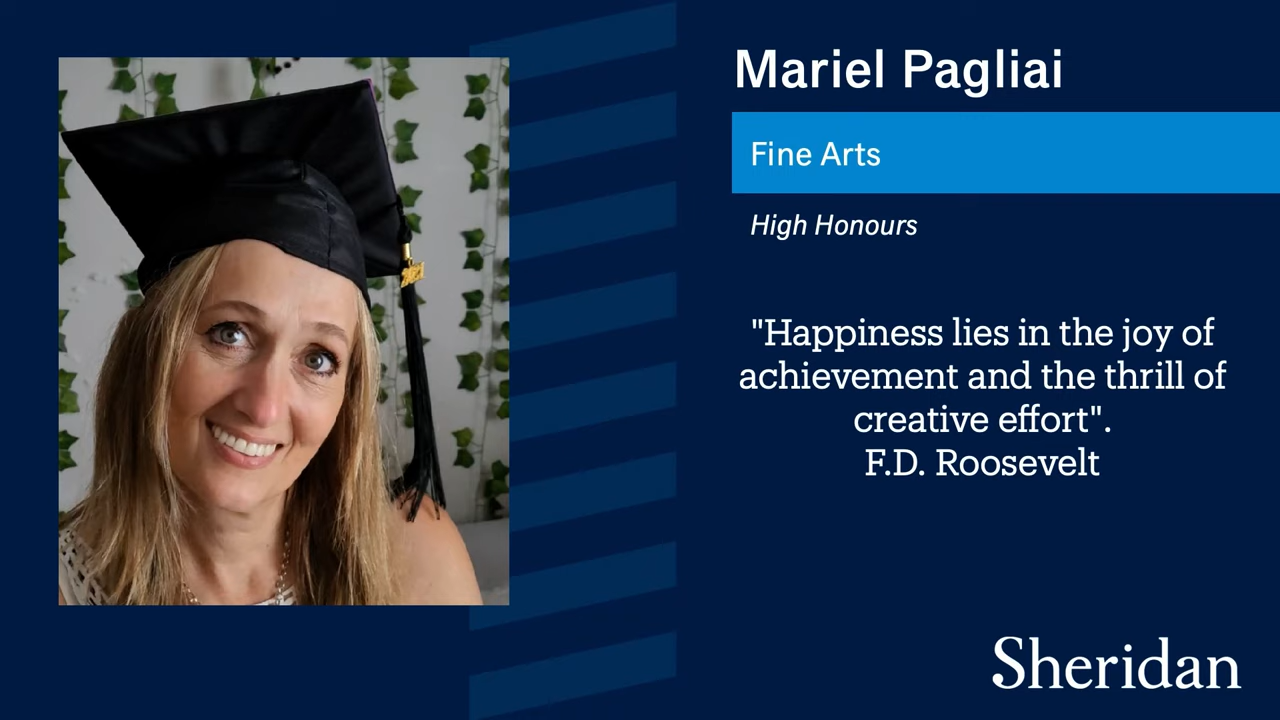 Mariel Pagliai
Fine Arts
High Honours
"Happiness lies in the joy of
achievement and the thrill of
creative effort".
F.D. Roosevelt
Sheridan